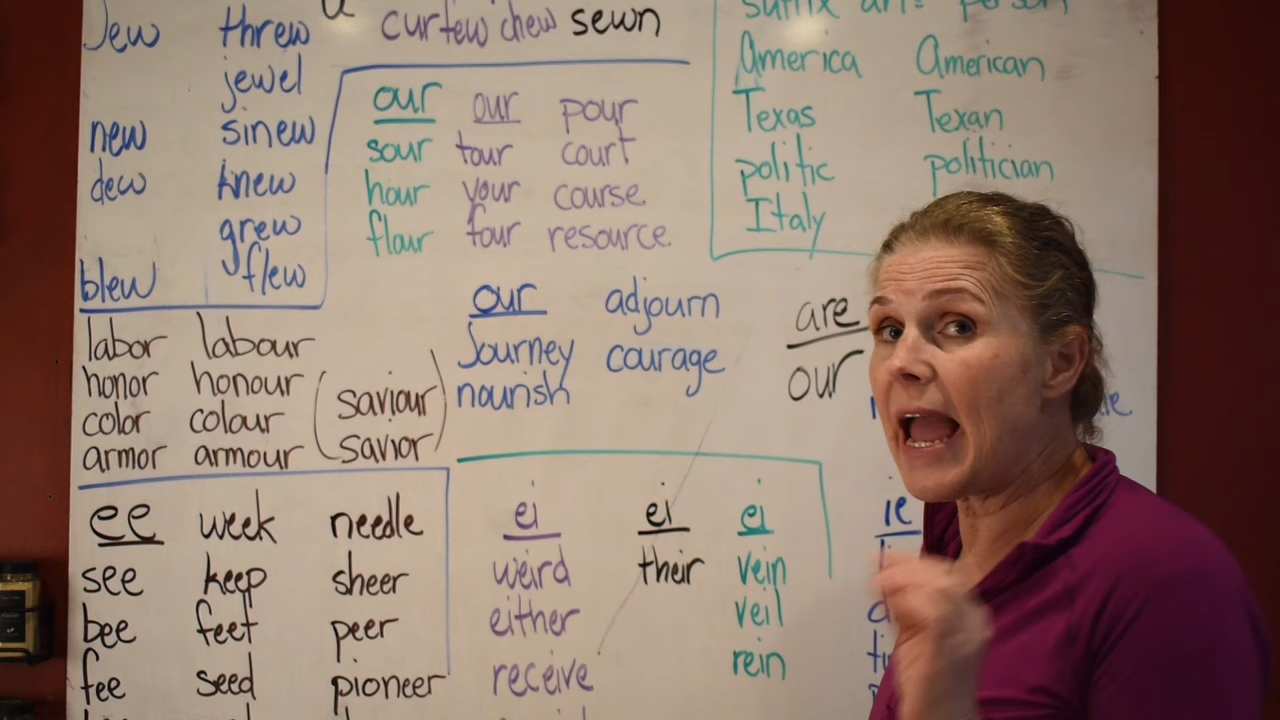 Jew threw
jewel
new sinew
dew knew
grew
blew flew
curfew chew sewn
our our pour
sour tour court
hour your course
flour four resource
suffix an = person
America American
Texas Texan
politic politician
Italy
labor labour
honor honour
color colour
armor armour
(saviour
savior)
our adjourn
Journey courage
nourish
are
our
ee week needle
see keep sheer
bee feet peer
fee seed pioneer
ei ei ei
weird their vein
either veil
receive rein
ie